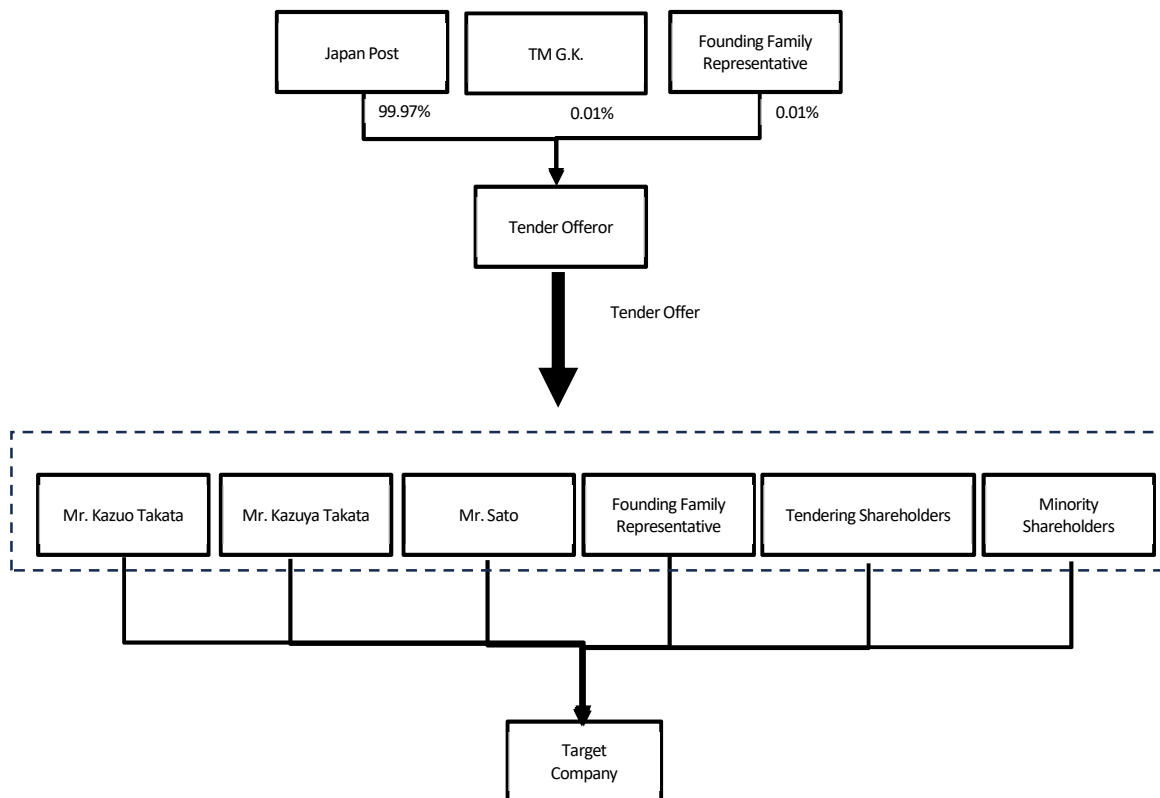 Japan Post
TM G.K.
Founding Family
Representative
99.97%
0.01%
0.01%
Tender Offeror
Tender Offer
Mr. Kazuo Takata
Mr. Kazuya Takata
Mr. Sato
Founding Family
Representative
Tendering Shareholders
Minority
Shareholders
Target
Company